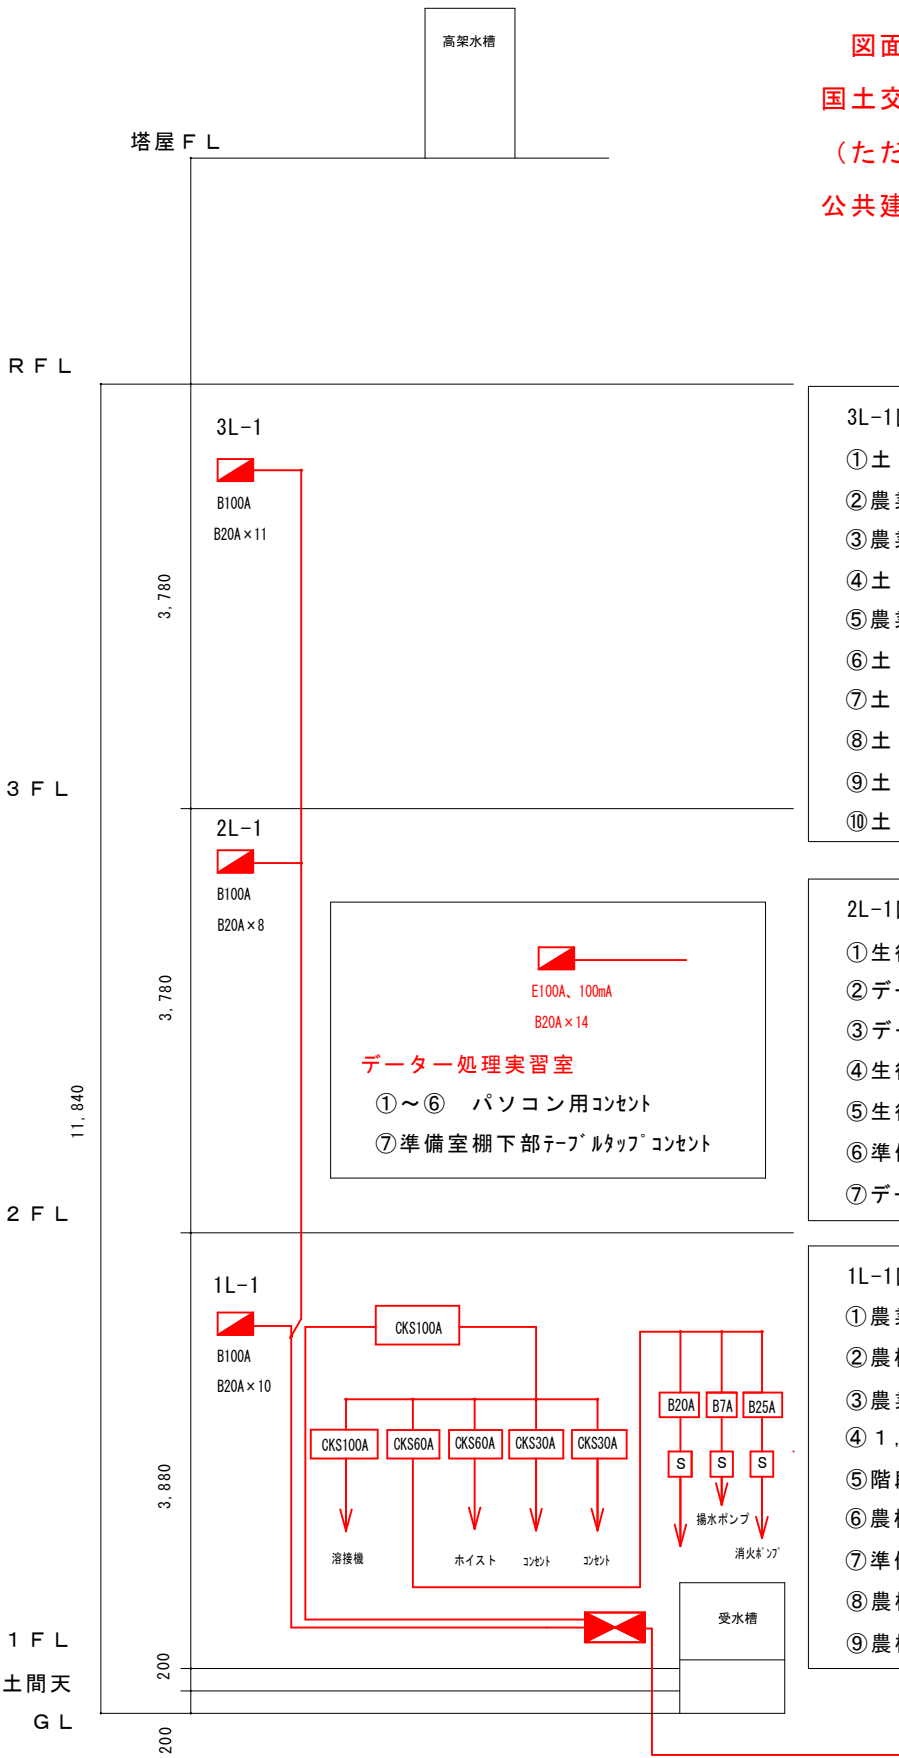 高架水槽
図面
国土交
（ただ
公共建
塔屋ＦＬ
ＲＦＬ
3L-1
B100A
B20A×11
3,780
3L-1
①土
②農
③農
④土
⑤農
⑥土
⑦土
⑧土
⑨土
⑩土
３ＦＬ
2L-1
B100A
B20A×8
3,780
11,840
E100A、100mA
B20A×14
データー処理実習室
①～⑥　パソコン用ｺﾝｾﾝﾄ
⑦準備室棚下部ﾃｰﾌﾞﾙﾀｯﾌﾟｺﾝｾﾝﾄ
2L-1
①生
②デー
③デー
④生
⑤生
⑥準
⑦デー
２ＦＬ
1L-1
B100A
B20A×10
CKS100A
CKS100A
CKS60A
CKS60A
CKS30A
CKS30A
B20A
B7A
B25A
S
S
S
3,880
溶接機
ホイスト
ｺﾝｾﾝﾄ
ｺﾝｾﾝﾄ
揚水ポンプ
消火ﾎﾟﾝﾌﾟ
受水槽
1L-1
①農
②農
③農
④１，
⑤階
⑥農
⑦準
⑧農
⑨農
１ＦＬ
200
土間天
ＧＬ
200